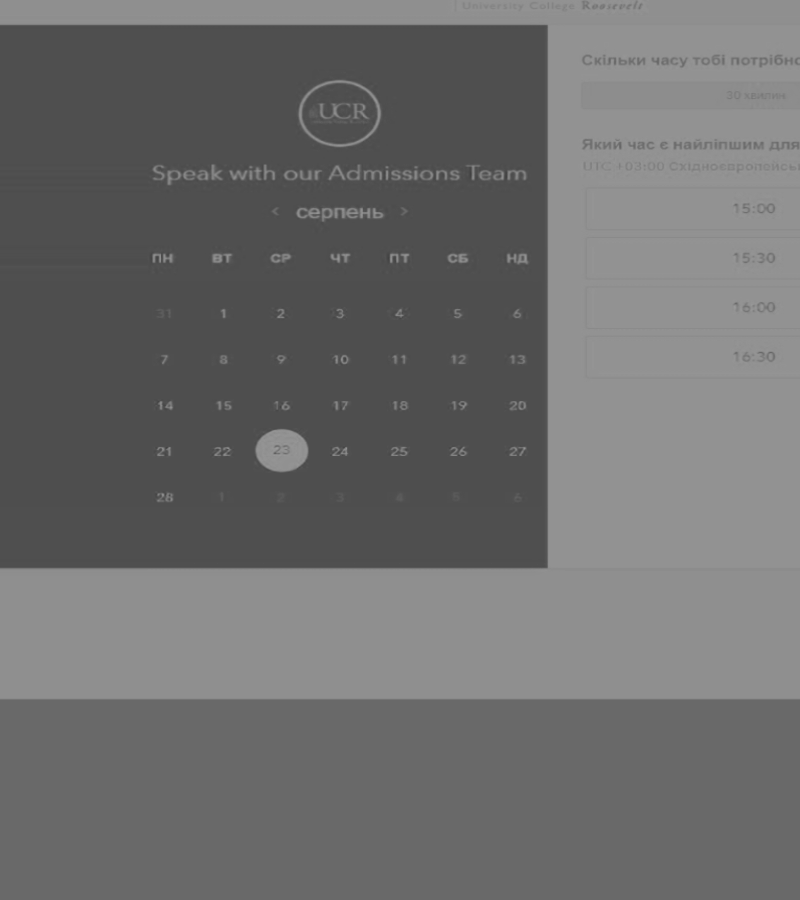 University College Roosevelt
UCR
Speak with our Admissions Team
< серпень >
ПН ВТ СР ЧТ ПТ СБ НД
31 1 2 3 4 5 6
7 8 9 10 11 12 13
14 15 16 17 18 19 20
21 22 23 24 25 26 27
28 1 2 3 4 5 6
Скільки часу тобі потрібно
30 хвилин
Який час є найліпшим для
UTC +03:00 Східноєвропейськ
15:00
15:30
16:00
16:30